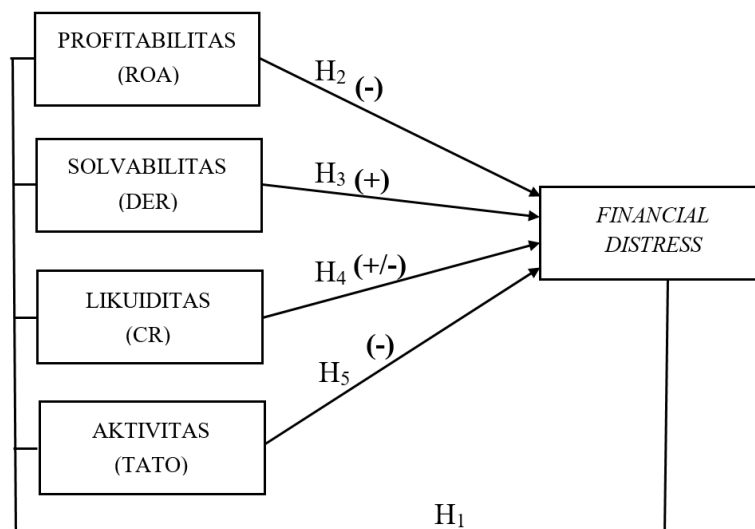 PROFITABILITAS
(ROA)
H2 (-)
SOLVABILITAS
(DER)
H3 (+)
FINANCIAL
DISTRESS
LIKUIDITAS
(CR)
H4 (+/-)
(-)
H5
AKTIVITAS
(TATO)
H1